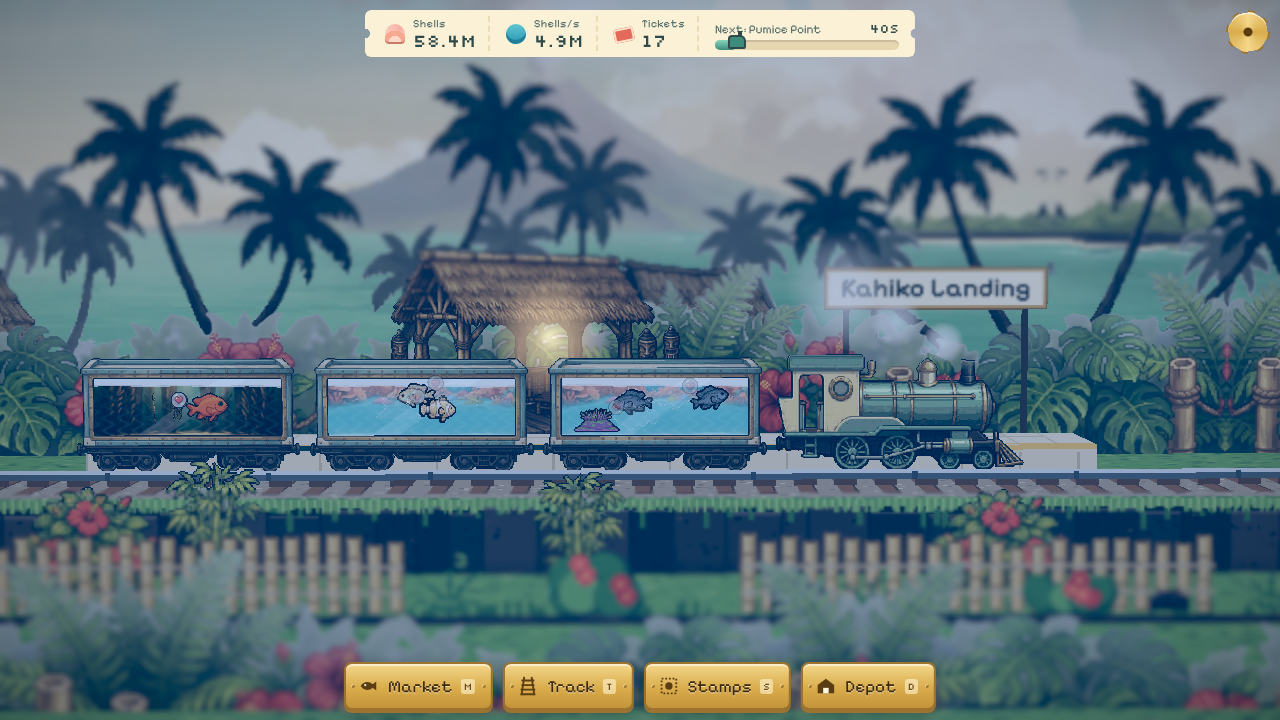 Shells
58.4M
Shells/s
4.9M
Tickets
17
Next: Pumice Point
40S
Kahiko Landing
Market M
Track T
Stamps S
Depot D